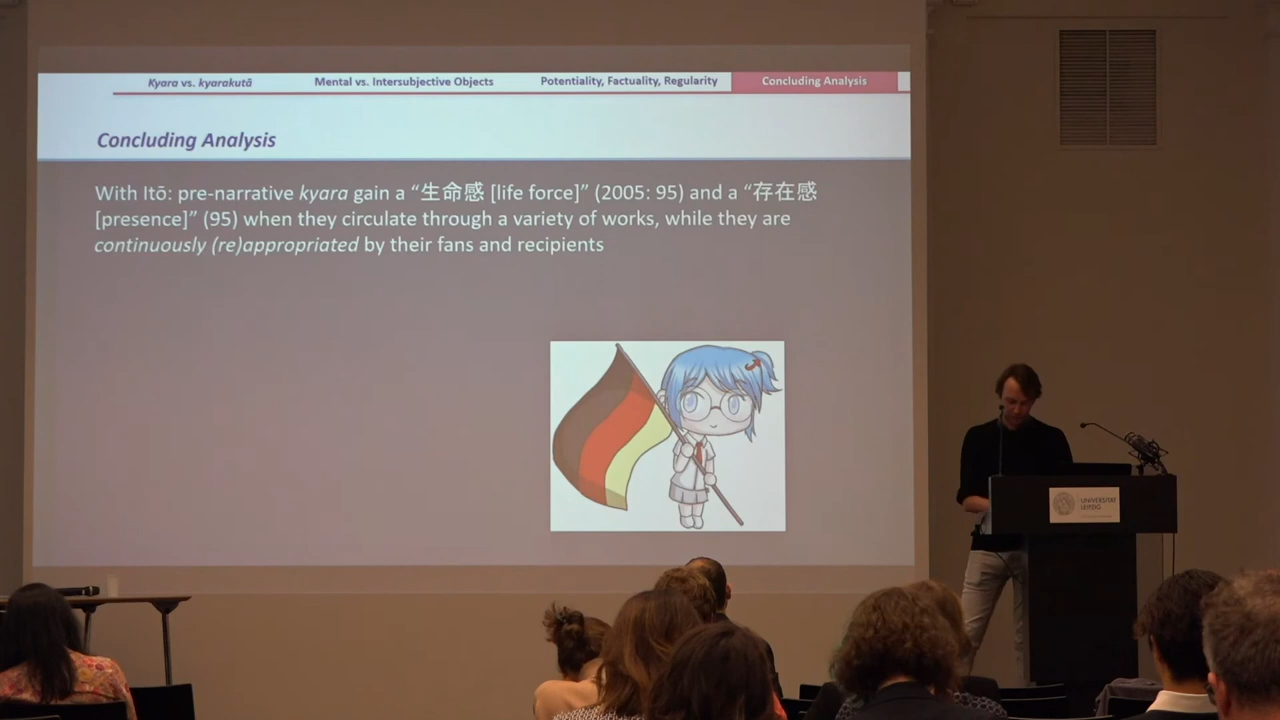 Kyara vs. kyarakutā
Mental vs. Intersubjective Objects
Potentiality, Factuality, Regularity
Concluding Analysis
Concluding Analysis
With Itō: pre-narrative kyara gain a “生命感 [life force]” (2005: 95) and a “存在感
[presence]” (95) when they circulate through a variety of works, while they are
continuously (re)appropriated by their fans and recipients
UNIVERSITÄT
LEIPZIG